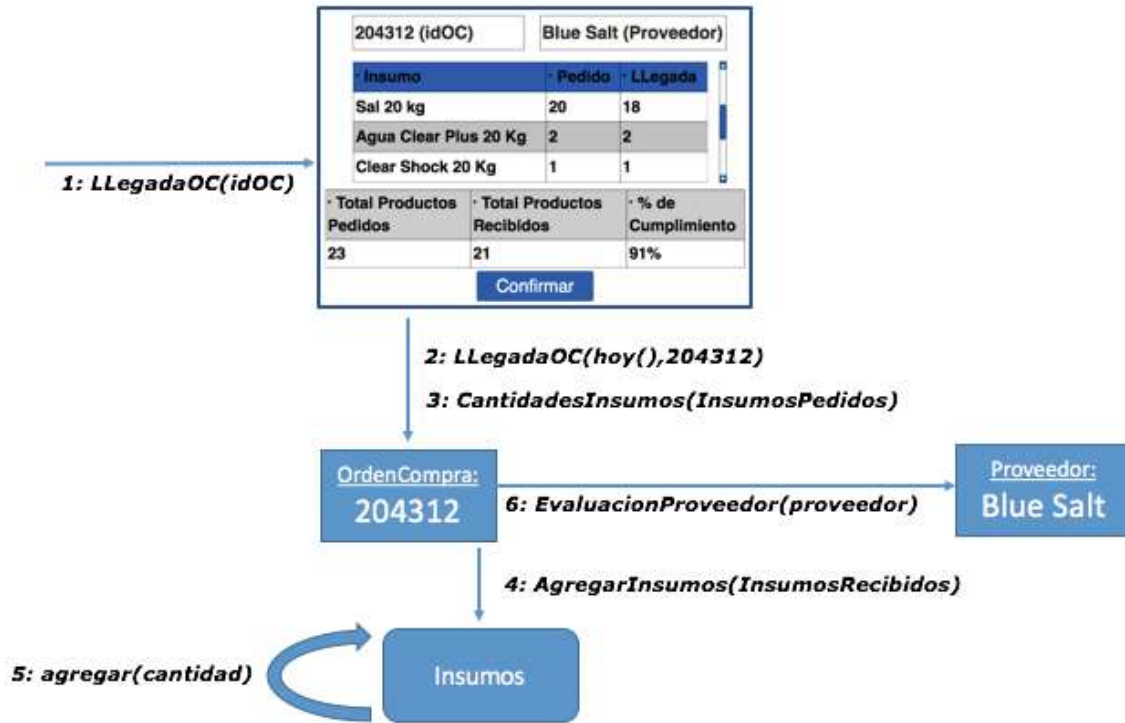 204312 (idOC) Blue Salt (Proveedor)
· Insumo · Pedido · LLegada
Sal 20 kg 20 18
Agua Clear Plus 20 Kg 2 2
Clear Shock 20 Kg 1 1
1: LLegadaOC(idOC)
· Total Productos Pedidos · Total Productos Recibidos · % de Cumplimiento
23 21 91%
Confirmar
2: LLegadaOC(hoy(),204312)
3: CantidadesInsumos(InsumosPedidos)
OrdenCompra:
204312
6: EvaluacionProveedor(proveedor)
Proveedor:
Blue Salt
4: AgregarInsumos(InsumosRecibidos)
5: agregar(cantidad)
Insumos